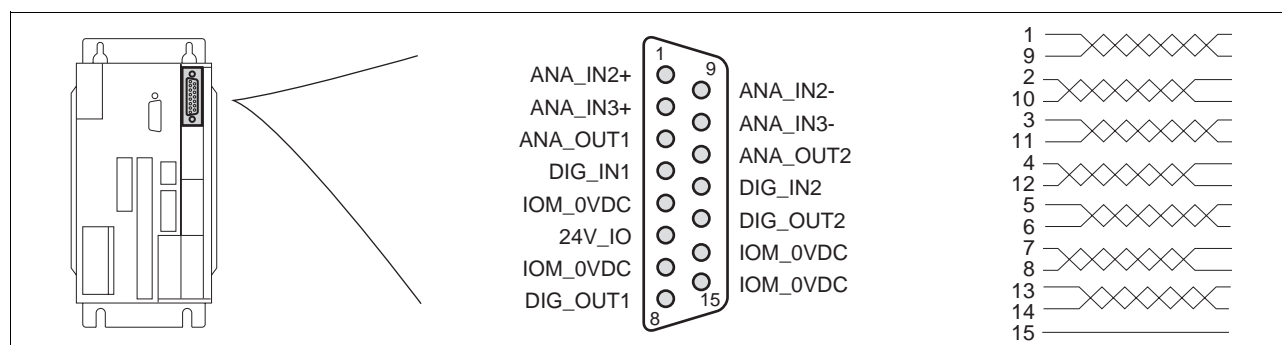 1
9
ANA_IN2+
ANA_IN3+
ANA_OUT1
DIG_IN1
IOM_0VDC
24V_IO
IOM_0VDC
DIG_OUT1
8
ANA_IN2-
ANA_IN3-
ANA_OUT2
DIG_IN2
DIG_OUT2
IOM_0VDC
IOM_0VDC
15
1
9
2
10
3
11
4
12
5
6
7
8
13
14
15